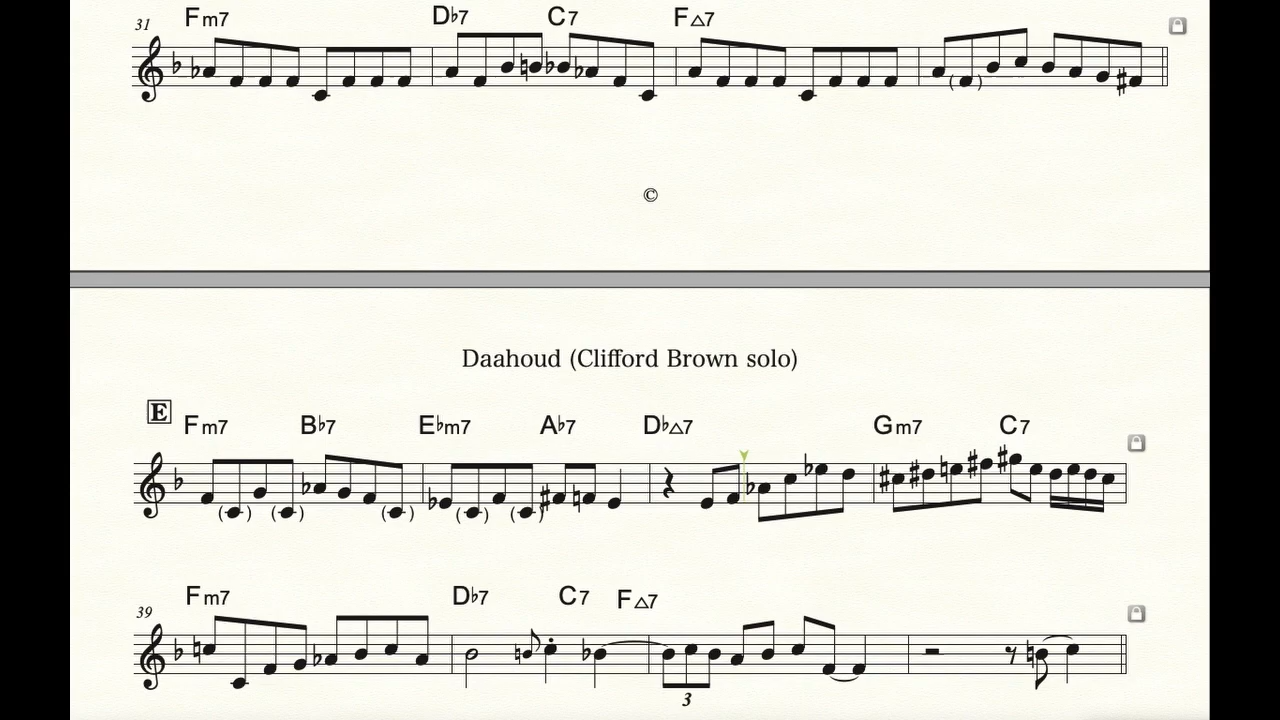 31 Fm7 D♭7 C7 F△7
©
Daahoud (Clifford Brown solo)
E Fm7 B♭7 E♭m7 A♭7 D♭△7 Gm7 C7
39 Fm7 D♭7 C7 F△7
3